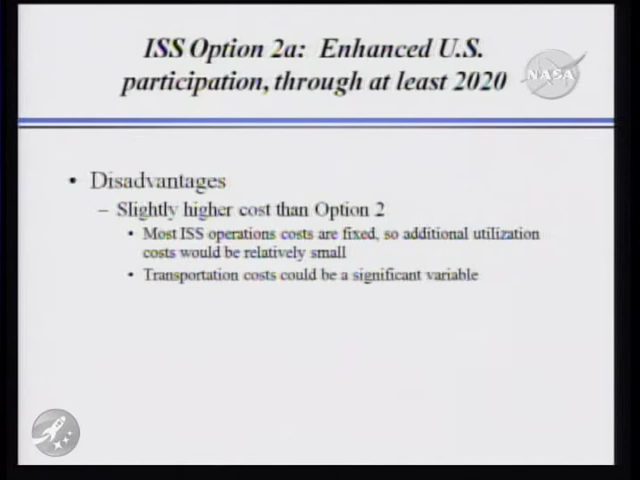 ISS Option 2a: Enhanced U.S.
participation, through at least 2020
NASA
• Disadvantages
– Slightly higher cost than Option 2
• Most ISS operations costs are fixed, so additional utilization
costs would be relatively small
• Transportation costs could be a significant variable